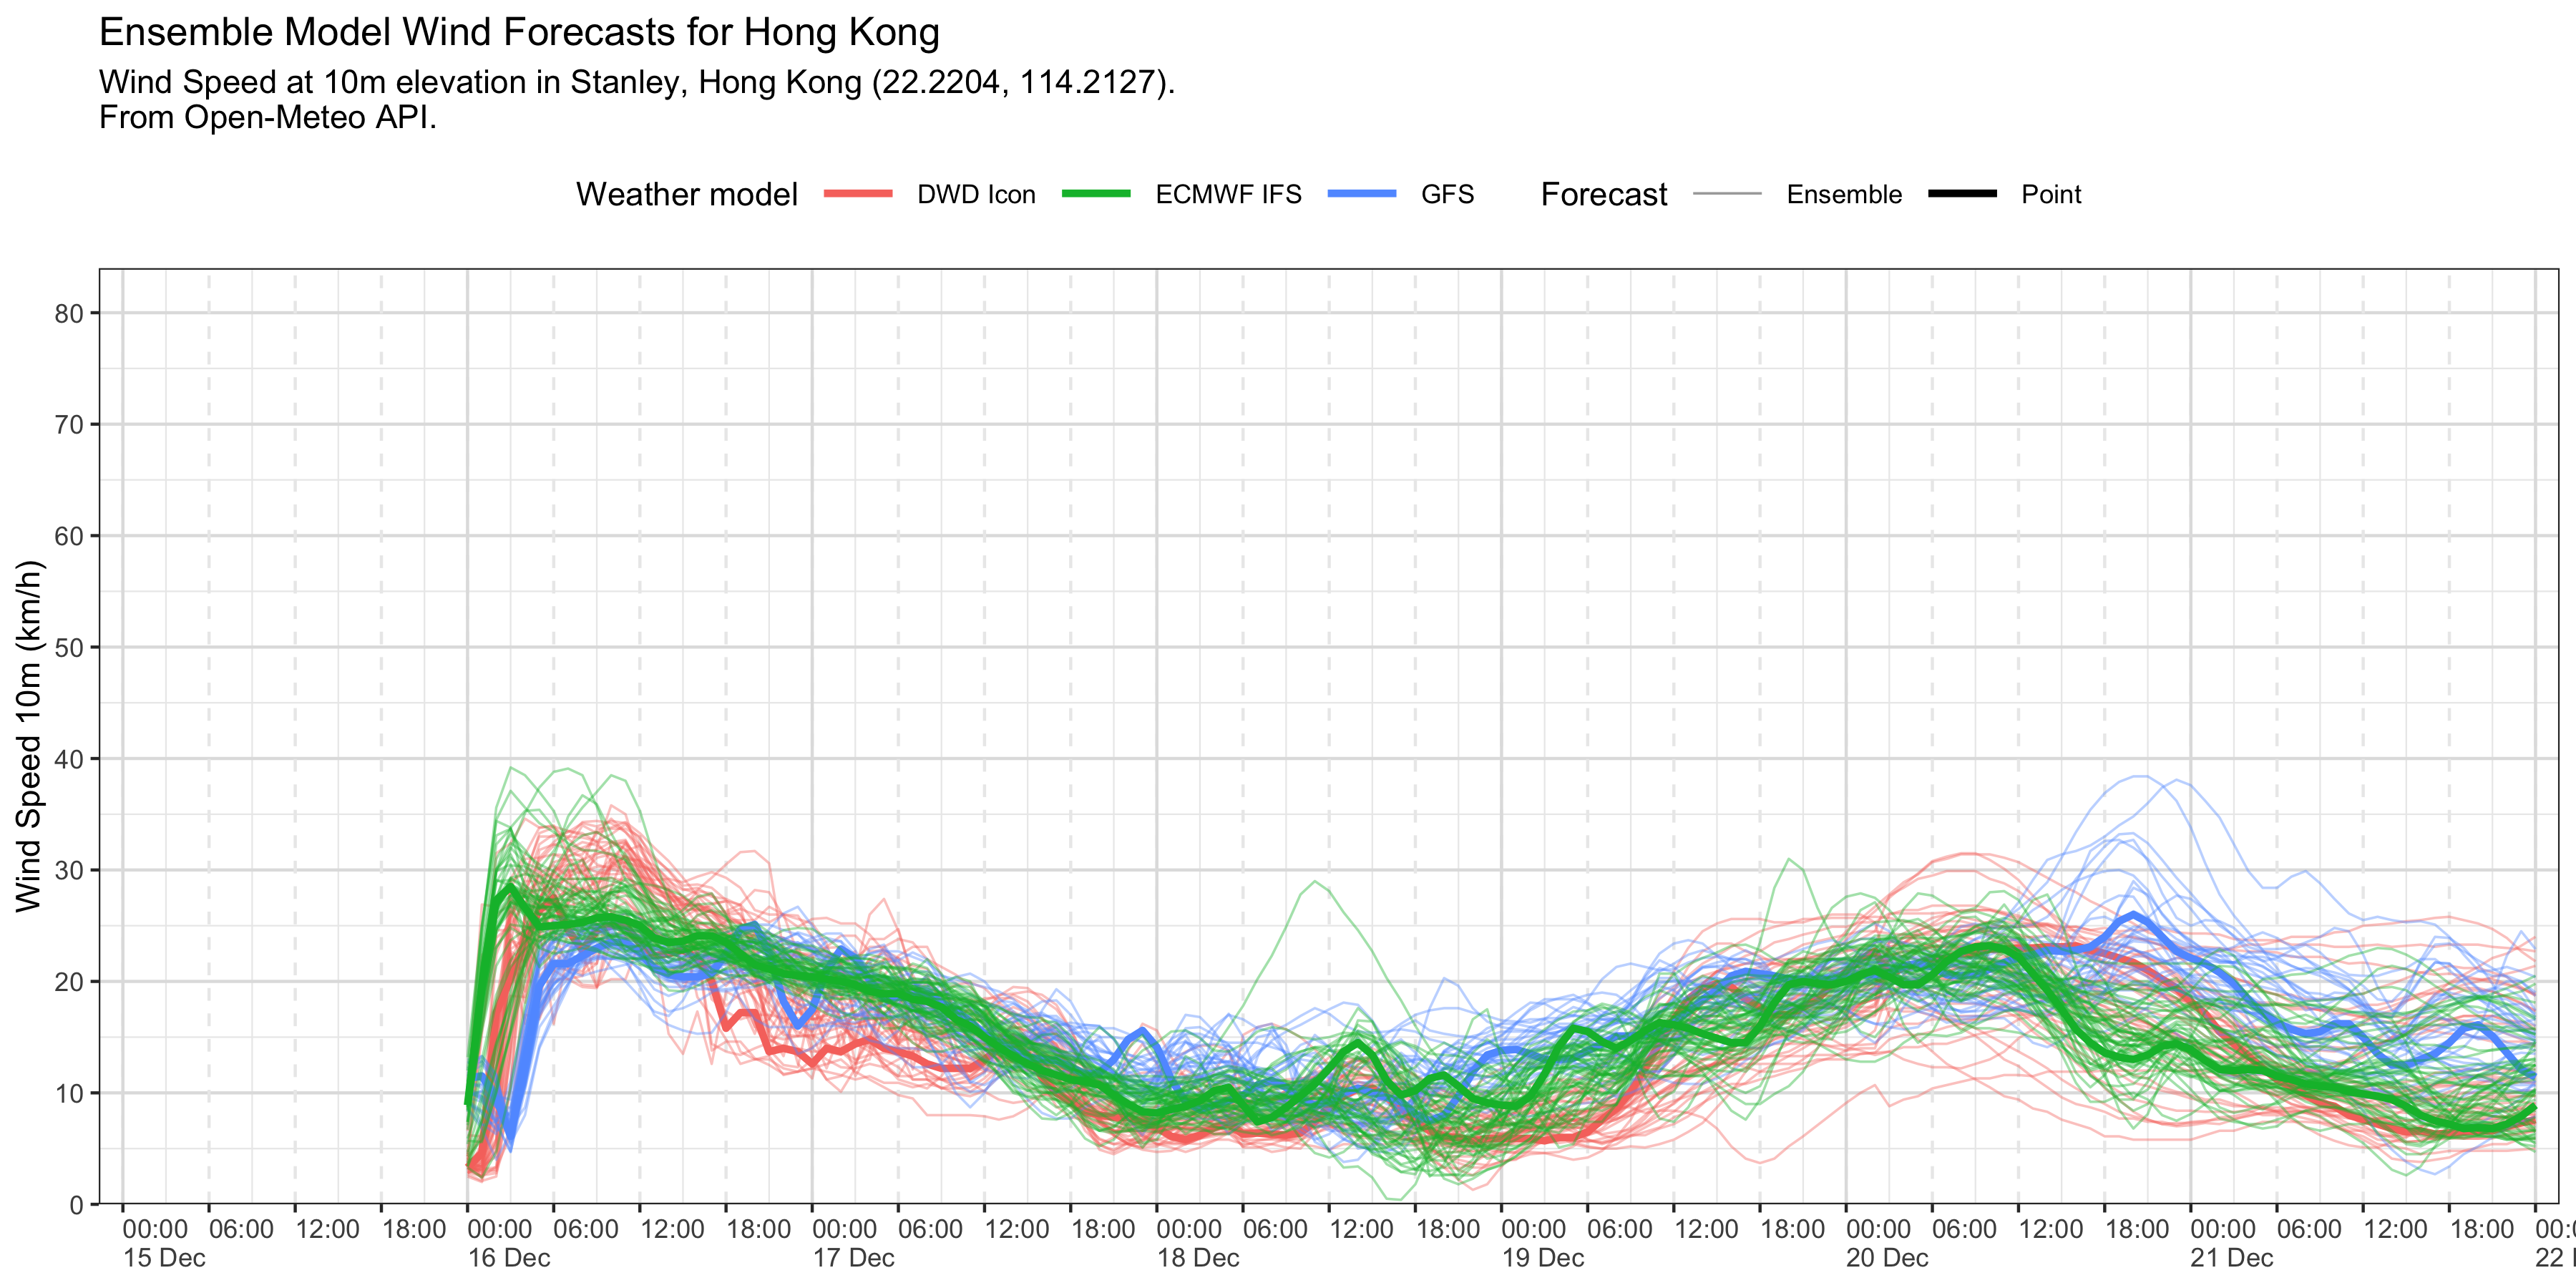 Ensemble Model Wind Forecasts for Hong Kong
Wind Speed at 10m elevation in Stanley, Hong Kong (22.2204, 114.2127).
From Open-Meteo API.
Weather model DWD Icon ECMWF IFS GFS Forecast Ensemble Point
Wind Speed 10m (km/h)
80
70
60
50
40
30
20
10
0
00:00 06:00 12:00 18:00 00:00 06:00 12:00 18:00 00:00 06:00 12:00 18:00 00:00 06:00 12:00 18:00 00:00 06:00 12:00 18:00 00:00 06:00 12:00 18:00 00:00 06:00 12:00 18:00
15 Dec 16 Dec 17 Dec 18 Dec 19 Dec 20 Dec 21 Dec 22